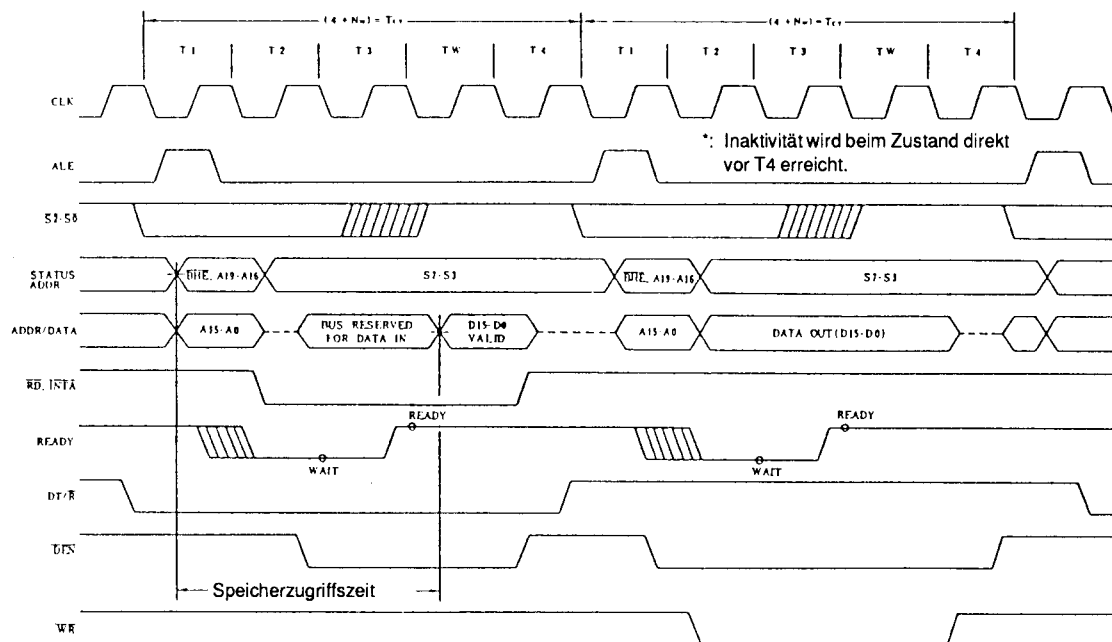 (4 + Nw) = Tcy
(4 + Nw) = Tcy
T1 T2 T3 TW T4 T1 T2 T3 TW T4
CLK
*: Inaktivität wird beim Zustand direkt
vor T4 erreicht.
ALE
S2-S0
STATUS
ADDR
BHE, A19-A16
S7-S3
BHE, A19-A16
S7-S3
ADDR/DATA
A15-A0
BUS RESERVED
FOR DATA IN
D15-D0
VALID
A15-A0
DATA OUT (D15-D0)
RD, INTA
READY
READY
READY
WAIT
WAIT
DT/R
DEN
Speicherzugriffszeit
WR